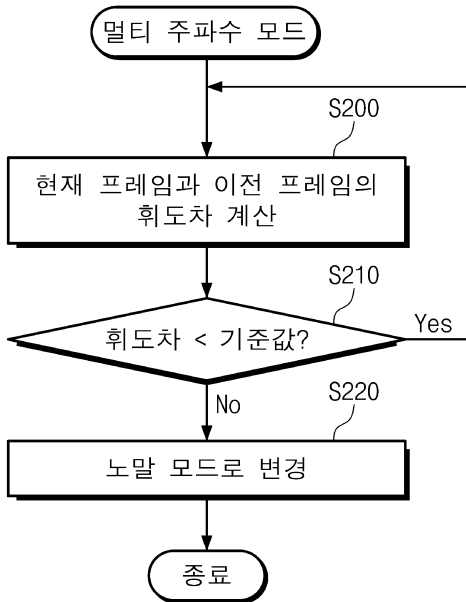 멀티 주파수 모드
S200
현재 프레임과 이전 프레임의
휘도차 계산
S210
휘도차 < 기준값?
Yes
No
S220
노말 모드로 변경
종료